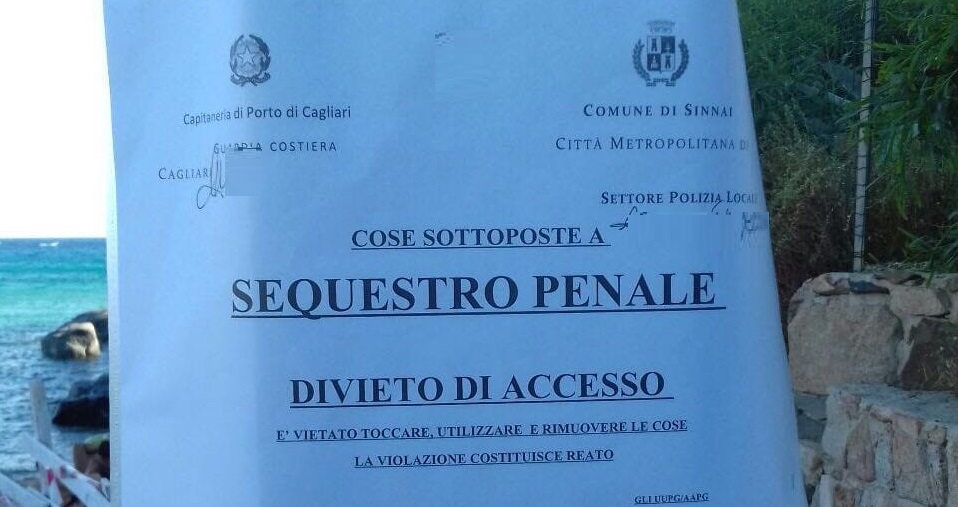 Capitaneria di Porto di Cagliari
GUARDIA COSTIERA
CAGLIARI
COMUNE DI SINNAI
CITTÀ METROPOLITANA DI
SETTORE POLIZIA LOCALE
COSE SOTTOPOSTE A
SEQUESTRO PENALE
DIVIETO DI ACCESSO
E' VIETATO TOCCARE, UTILIZZARE E RIMUOVERE LE COSE
LA VIOLAZIONE COSTITUISCE REATO
GLI UUPG/AAPG